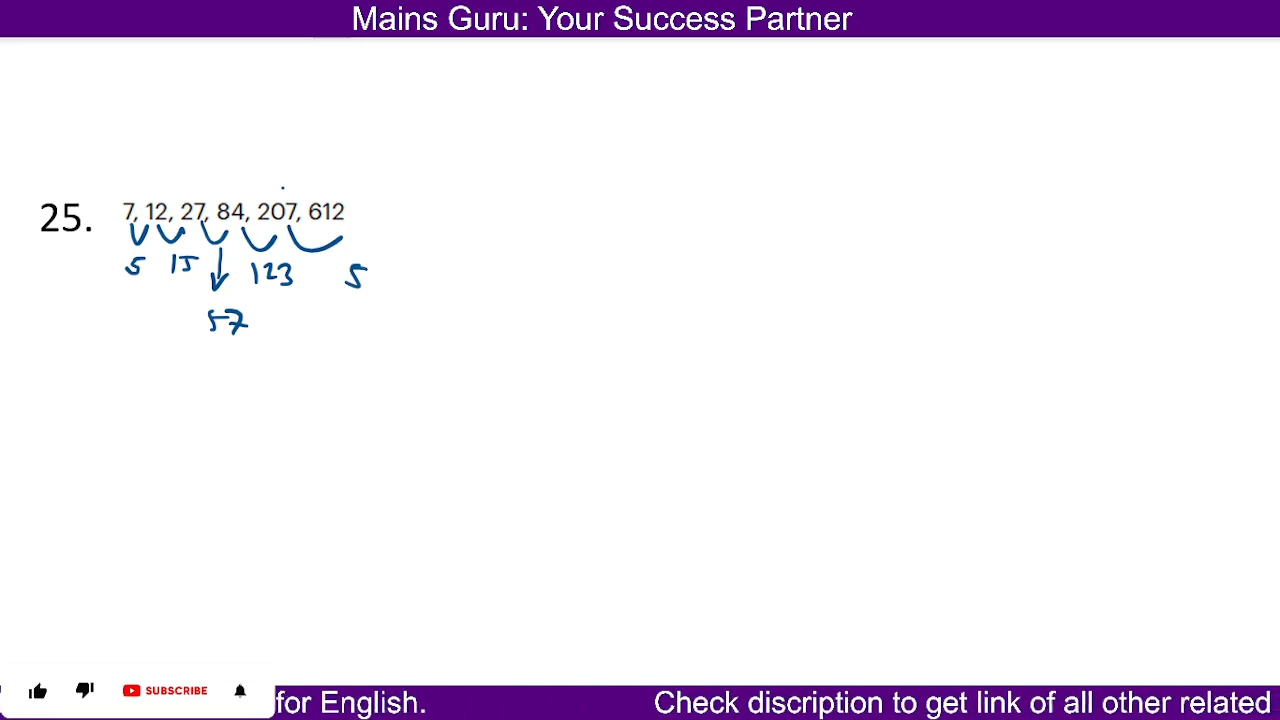 Mains Guru: Your Success Partner
25. 7, 12, 27, 84, 207, 612
5 15 123 5
57
SUBSCRIBE
for English. Check discription to get link of all other related